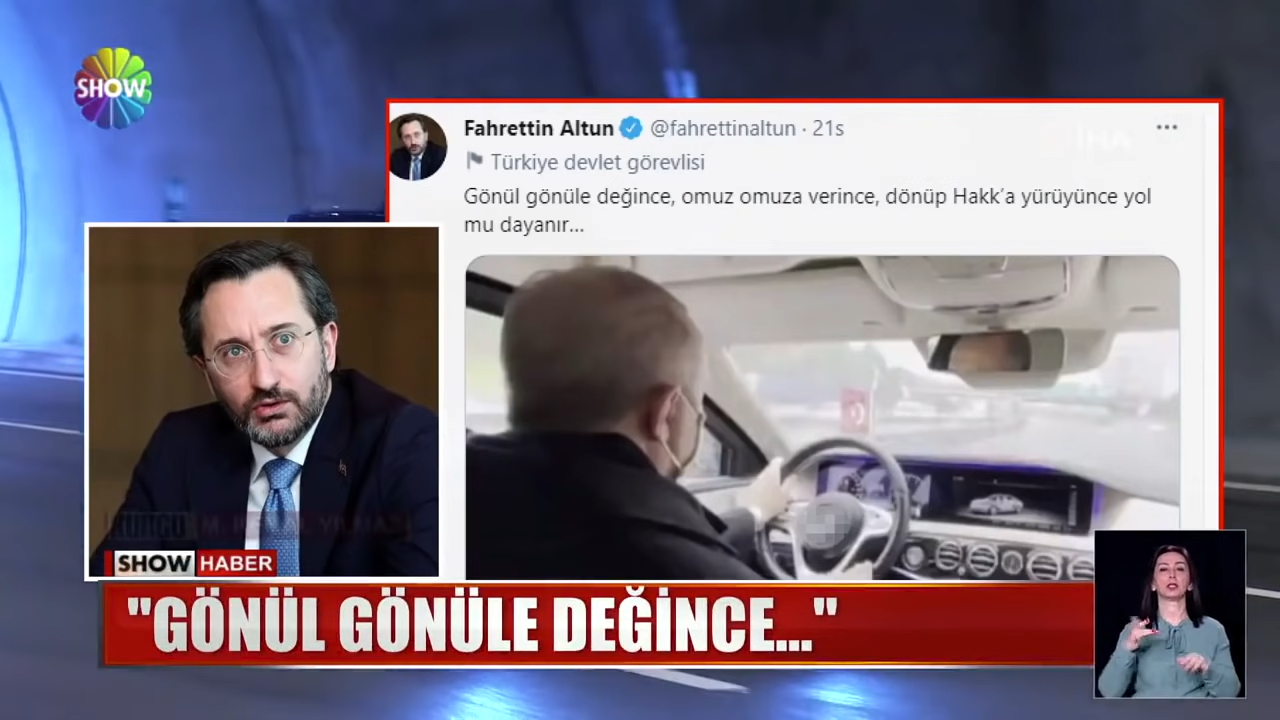 SHOW
Fahrettin Altun @fahrettinaltun · 21s
Türkiye devlet görevlisi
Gönül gönüle değince, omuz omuza verince, dönüp Hakk'a yürüyünce yol
mu dayanır...
İHA
SHOW HABER
"GÖNÜL GÖNÜLE DEĞİNCE..."